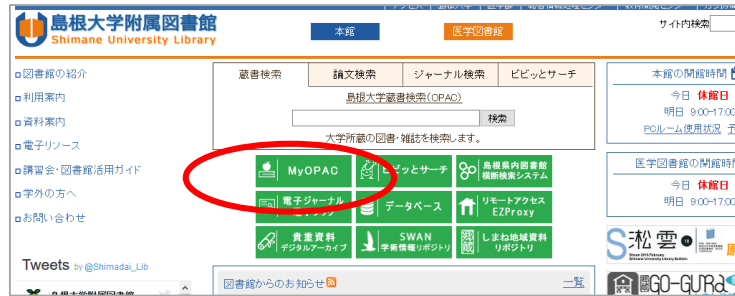 島根大学附属図書館
Shimane University Library
本館
医学図書館
サイト内検索
図書館の紹介
利用案内
資料案内
電子リソース
講習会・図書館活用ガイド
学外の方へ
お問い合わせ
Tweets by @Shimadai_Lib
蔵書検索
論文検索
ジャーナル検索
ビビッとサーチ
島根大学蔵書検索(OPAC)
検索
大学所蔵の図書・雑誌を検索します。
MyOPAC
ビビッとサーチ
島根県内図書館
横断検索システム
電子ジャーナル
データベース
リモートアクセス
EZProxy
貴重資料
デジタルアーカイブ
SWAN
学術情報リポジトリ
しまね地域資料
リポジトリ
図書館からのお知らせ
一覧
本館の開館時間
今日 休館日
明日 9:00-17:00
PCルーム使用状況 予
医学図書館の開館時間
今日 休館日
明日 9:00-17:00
淞雲
GO-GURa